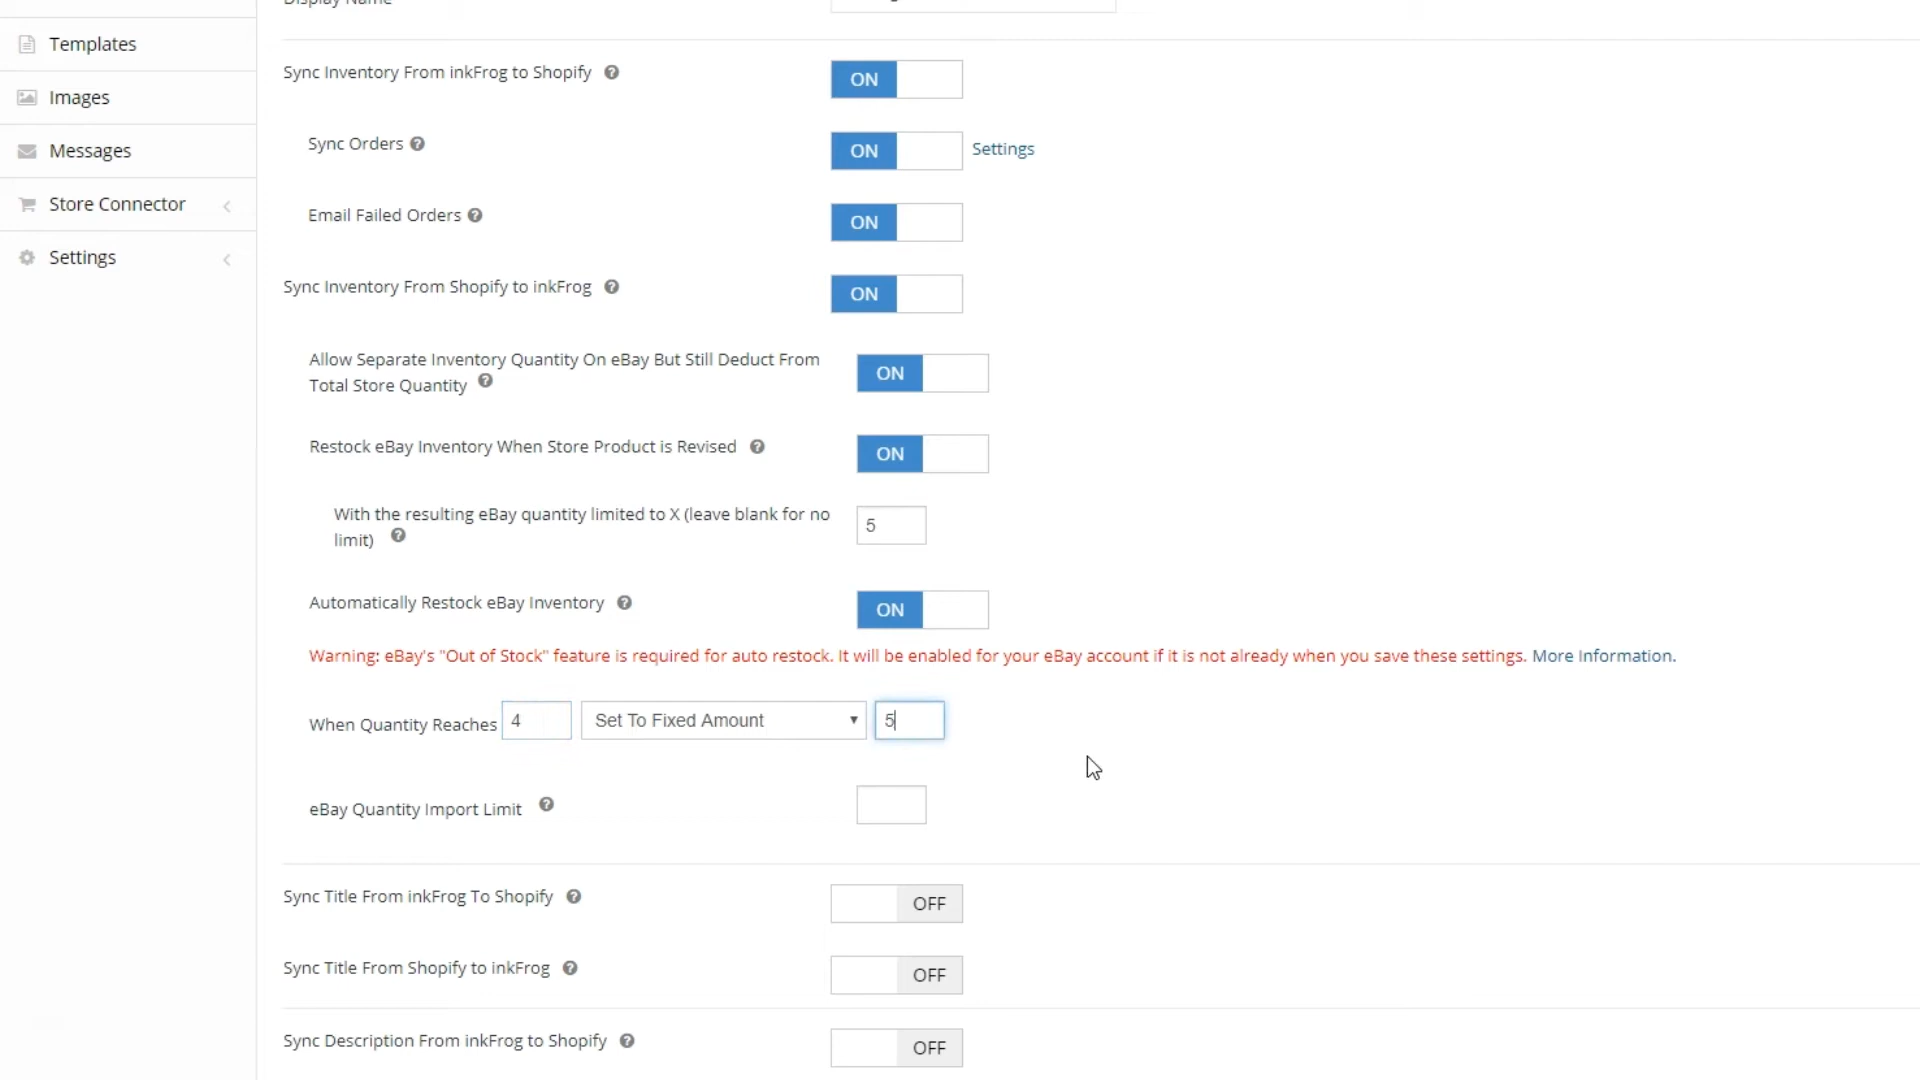 Display Name
Templates
Sync Inventory From inkFrog to Shopify ON
Images
Sync Orders ON Settings
Messages
Store Connector
Email Failed Orders ON
Settings
Sync Inventory From Shopify to inkFrog ON
Allow Separate Inventory Quantity On eBay But Still Deduct From
Total Store Quantity ON
Restock eBay Inventory When Store Product is Revised ON
With the resulting eBay quantity limited to X (leave blank for no
limit) 5
Automatically Restock eBay Inventory ON
Warning: eBay's "Out of Stock" feature is required for auto restock. It will be enabled for your eBay account if it is not already when you save these settings. More Information.
When Quantity Reaches 4 Set To Fixed Amount 5
eBay Quantity Import Limit
Sync Title From inkFrog To Shopify OFF
Sync Title From Shopify to inkFrog OFF
Sync Description From inkFrog to Shopify OFF